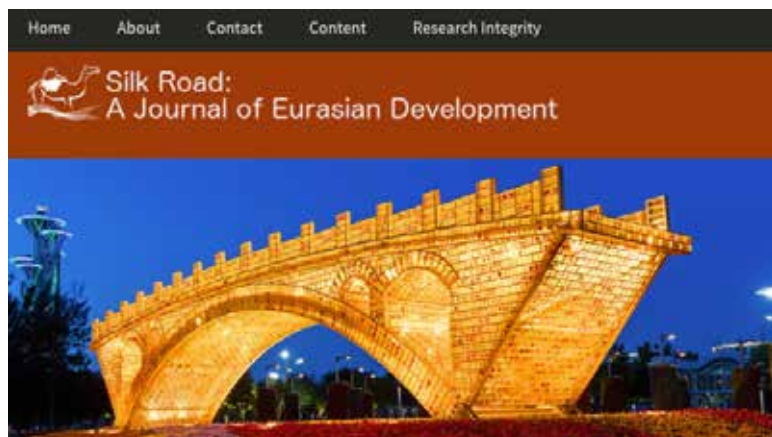 Home About Contact Content Research Integrity
Silk Road:
A Journal of Eurasian Development